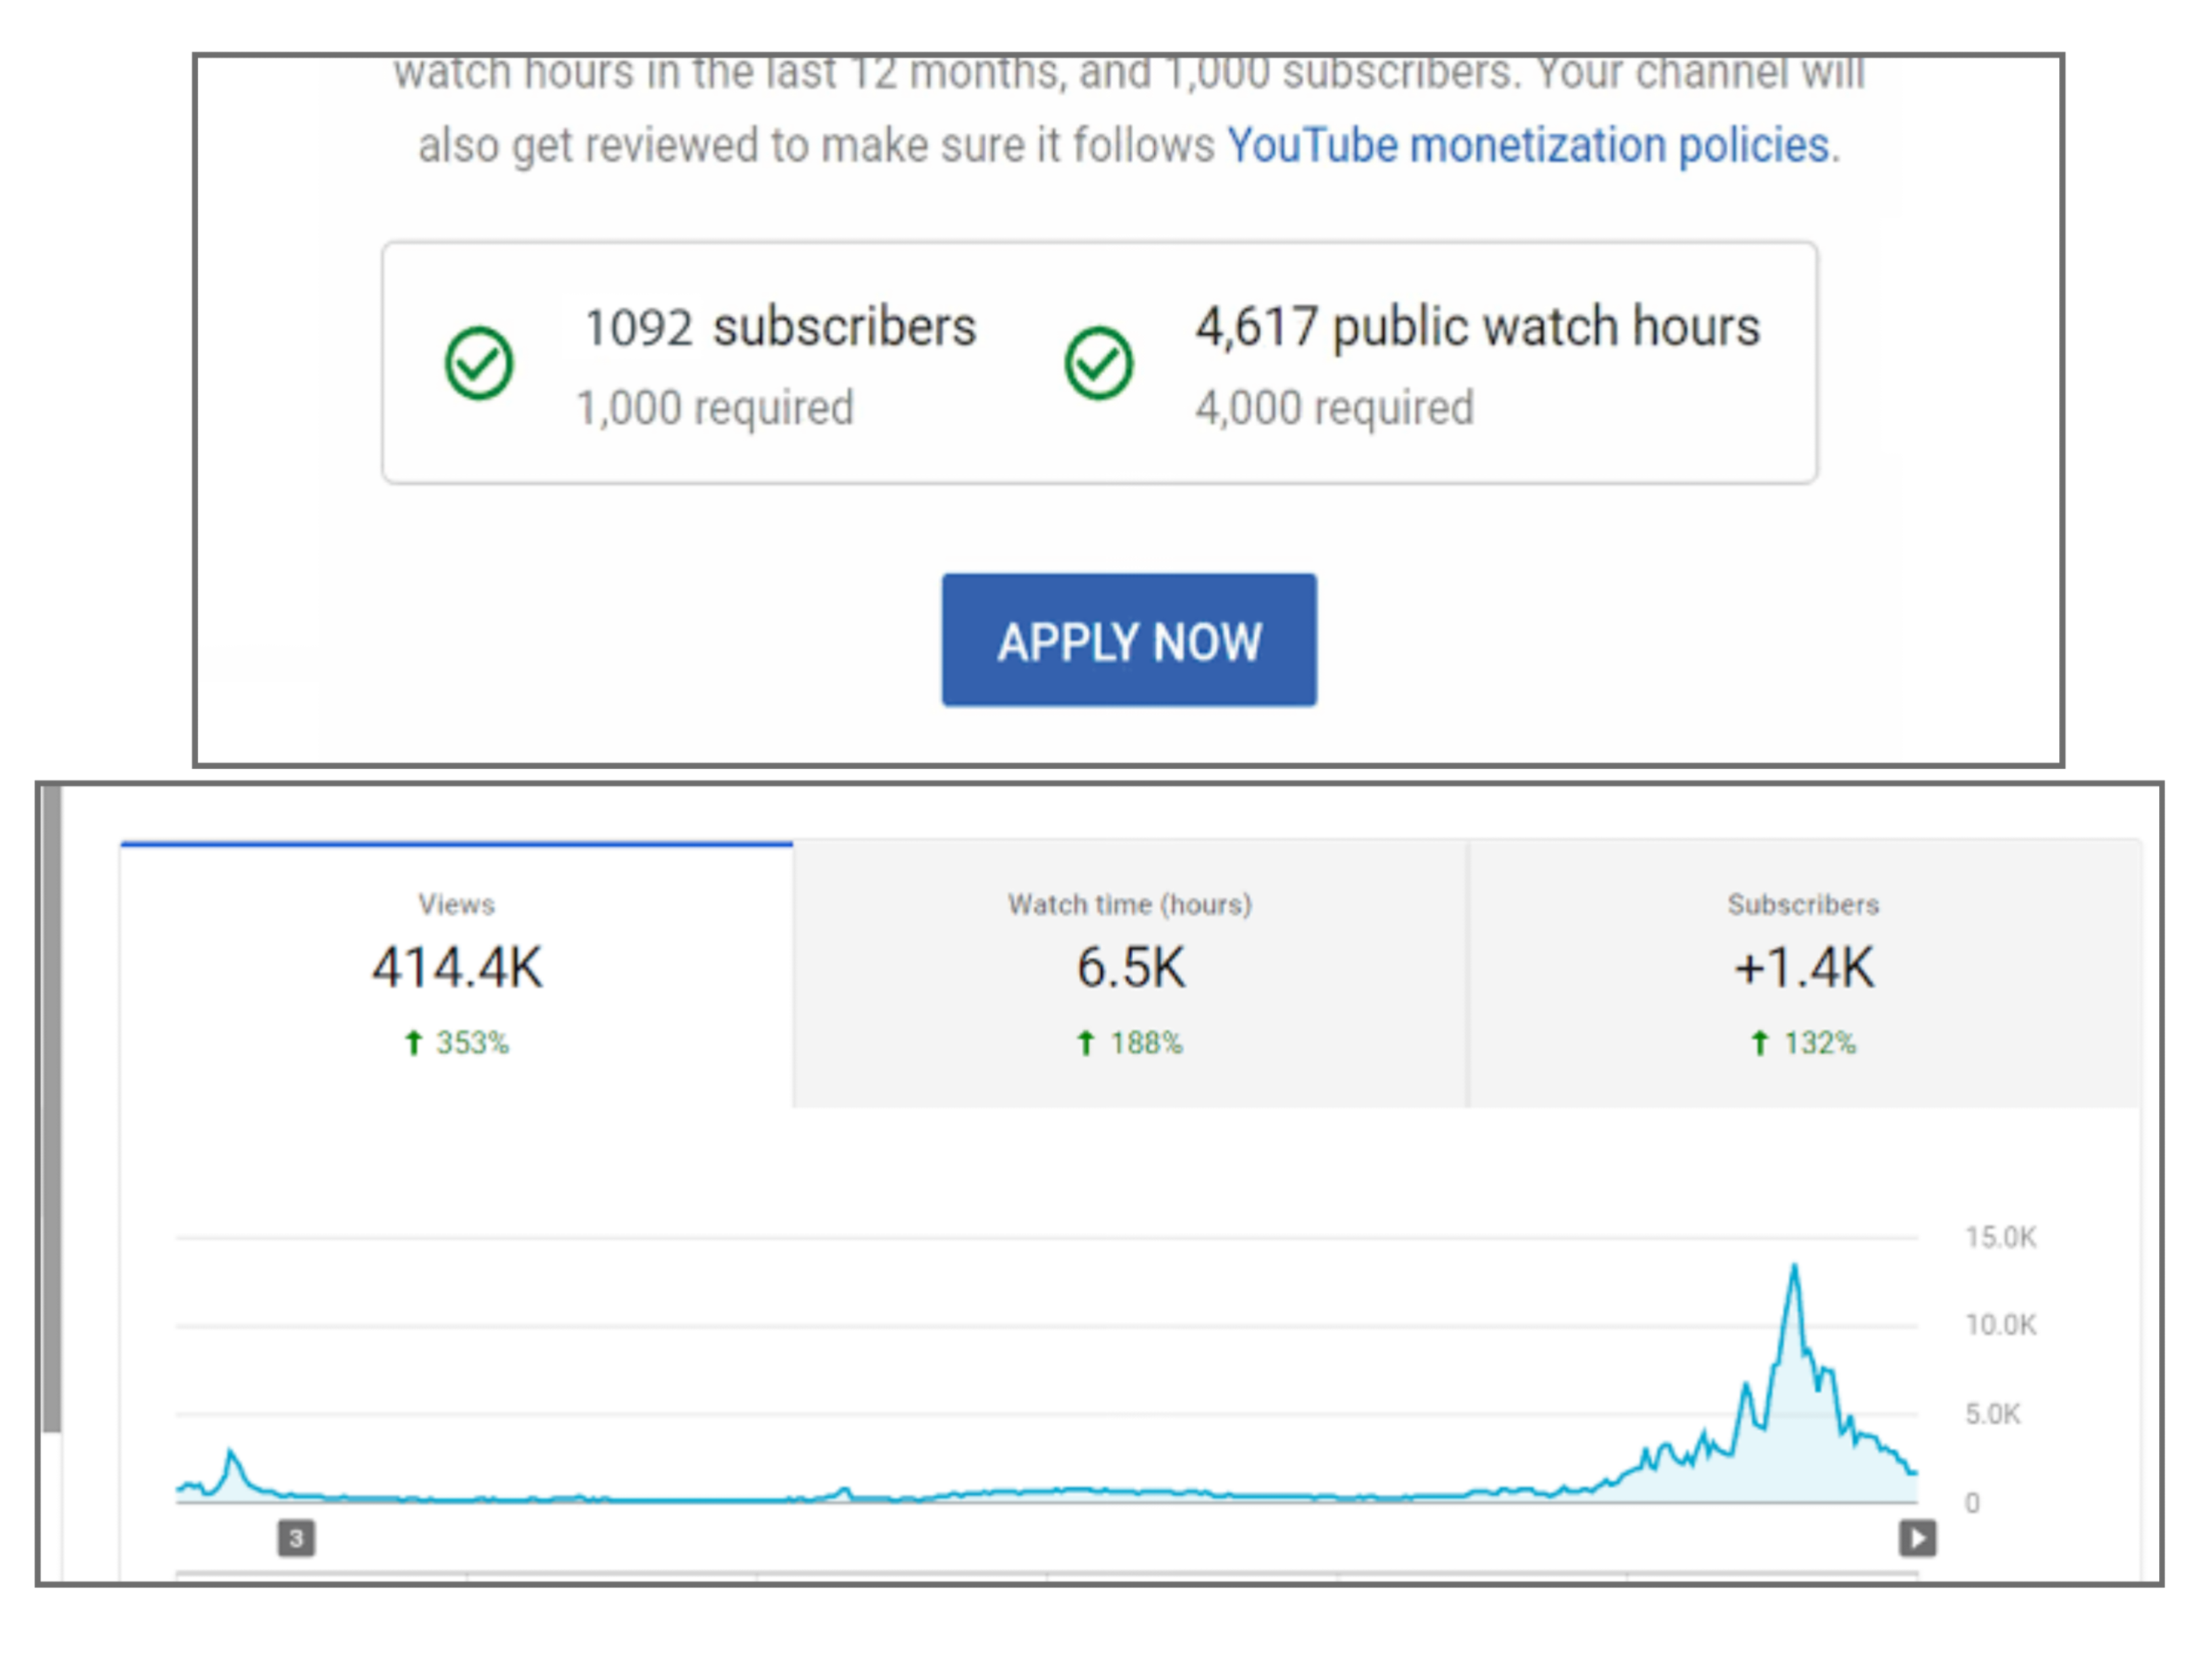 watch hours in the last 12 months, and 1,000 subscribers. Your channel will
also get reviewed to make sure it follows YouTube monetization policies.
1092 subscribers
1,000 required
4,617 public watch hours
4,000 required
APPLY NOW
Views
414.4K
353%
Watch time (hours)
6.5K
188%
Subscribers
+1.4K
132%
15.0K
10.0K
5.0K
0
3